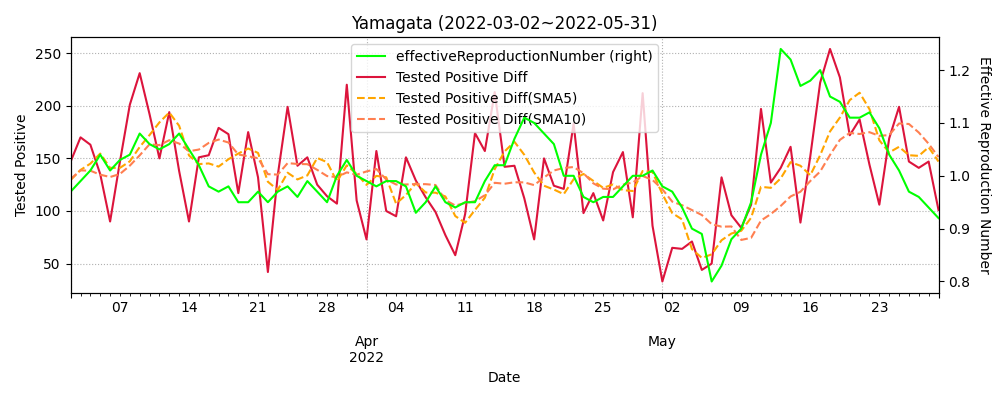 Yamagata (2022-03-02~2022-05-31)
effectiveReproductionNumber (right)
Tested Positive Diff
Tested Positive Diff(SMA5)
Tested Positive Diff(SMA10)
Tested Positive
250
200
150
100
50
Effective Reproduction Number
1.2
1.1
1.0
0.9
0.8
07 14 21 28 04 11 18 25 02 09 16 23
Apr May
2022
Date